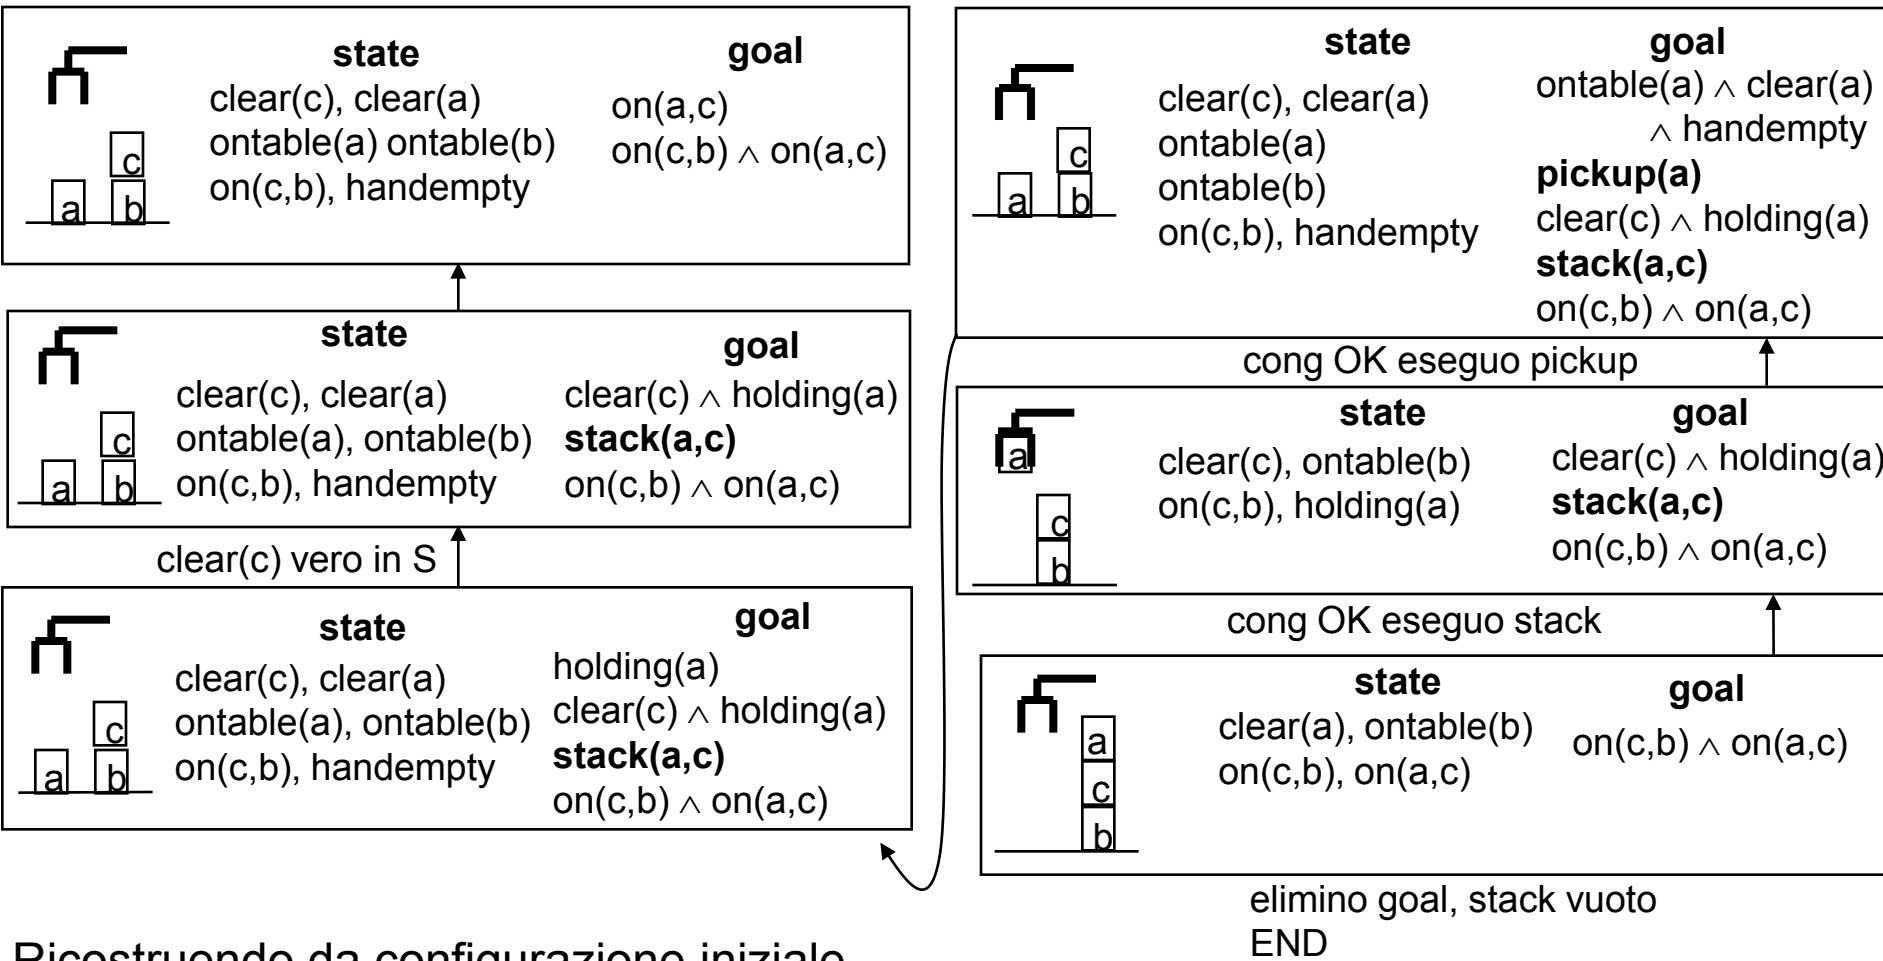 state
goal
clear(c), clear(a)
ontable(a) ontable(b)
on(c,b), handempty
on(a,c)
on(c,b) ∧ on(a,c)
c
a
b
state
goal
clear(c), clear(a)
ontable(a), ontable(b)
on(c,b), handempty
clear(c) ∧ holding(a)
stack(a,c)
on(c,b) ∧ on(a,c)
c
a
b
clear(c) vero in S
state
goal
clear(c), clear(a)
ontable(a), ontable(b)
on(c,b), handempty
holding(a)
clear(c) ∧ holding(a)
stack(a,c)
on(c,b) ∧ on(a,c)
c
a
b
state
goal
clear(c), clear(a)
ontable(a)
ontable(b)
on(c,b), handempty
ontable(a) ∧ clear(a)
∧ handempty
pickup(a)
clear(c) ∧ holding(a)
stack(a,c)
on(c,b) ∧ on(a,c)
c
a
b
cong OK eseguo pickup
state
goal
clear(c), ontable(b)
on(c,b), holding(a)
clear(c) ∧ holding(a)
stack(a,c)
on(c,b) ∧ on(a,c)
a
c
b
cong OK eseguo stack
state
goal
clear(a), ontable(b)
on(c,b), on(a,c)
on(c,b) ∧ on(a,c)
a
c
b
elimino goal, stack vuoto
END
Ricostruendo da configurazione iniziale